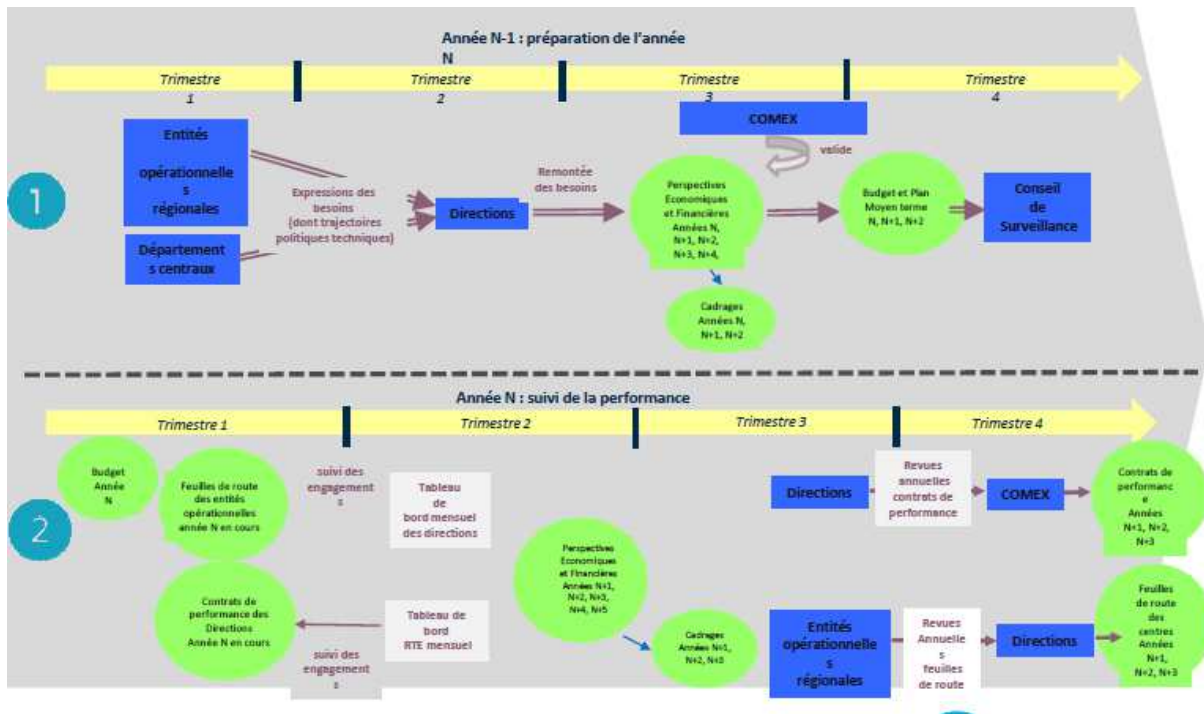 Année N-1 : préparation de l'année
N
Trimestre
1
Trimestre
2
Trimestre
3
Trimestre
4
COMEX
valide
1
Entités
opérationnelle
s
régionales
Départements
s centraux
Expressions des
besoins
(dont trajectoires
politiques techniques)
Directions
Remontée
des besoins
Perspectives
Economiques
et Financières
Années N,
N+1, N+2,
N+3, N+4,
Cadrages
Années N,
N+1, N+2
Budget et Plan
Moyen terme
N, N+1, N+2
Conseil
de
Surveillance
Année N : suivi de la performance
Trimestre 1
Trimestre 2
Trimestre 3
Trimestre 4
2
Budget
Année
N
Feuilles de route
des entités
opérationnelles
année N en cours
suivi des
engagement
s
Tableau
de
bord mensuel
des directions
Contrats de
performance des
Directions
Année N en cours
suivi des
engagement
s
Tableau de
bord
RTE mensuel
Perspectives
Economiques
et Financières
Années N+1,
N+2, N+3,
N+4, N+5
Cadrages
Années N+1,
N+2, N+3
Directions
Revues
annuelles
contrats de
performance
COMEX
Contrats de
performanc
e
Années
N+1, N+2,
N+3
Entités
opérationnelle
s
régionales
Revues
Annuelle
s
feuilles
de route
Directions
Feuilles
de route
des
centres
Années
N+1,
N+2, N+3